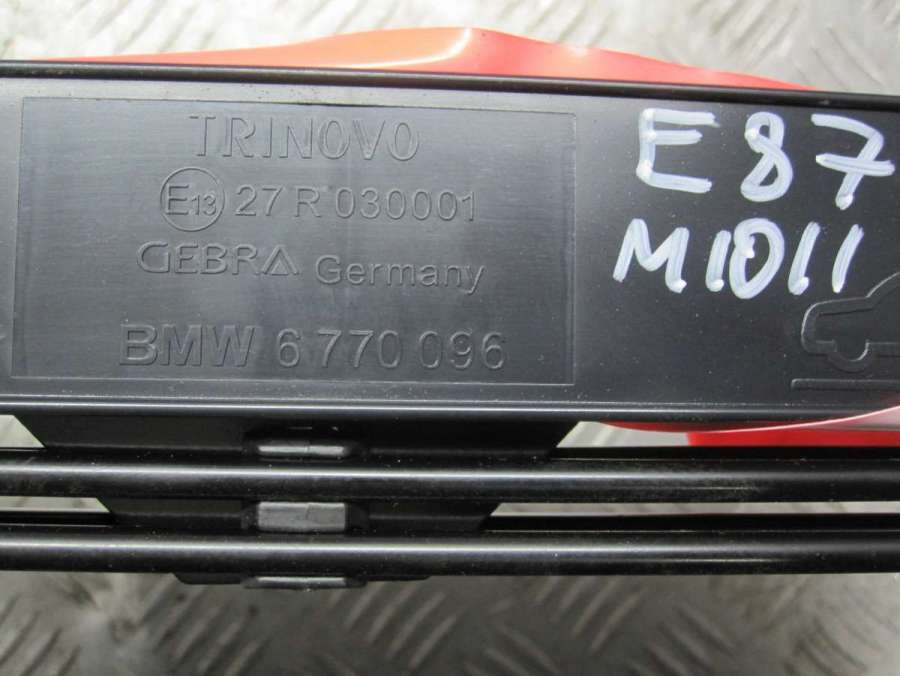 TRINOVO
E13 27 R 030001
GEBRA Germany
BMW 6 770 096
E87
M1011